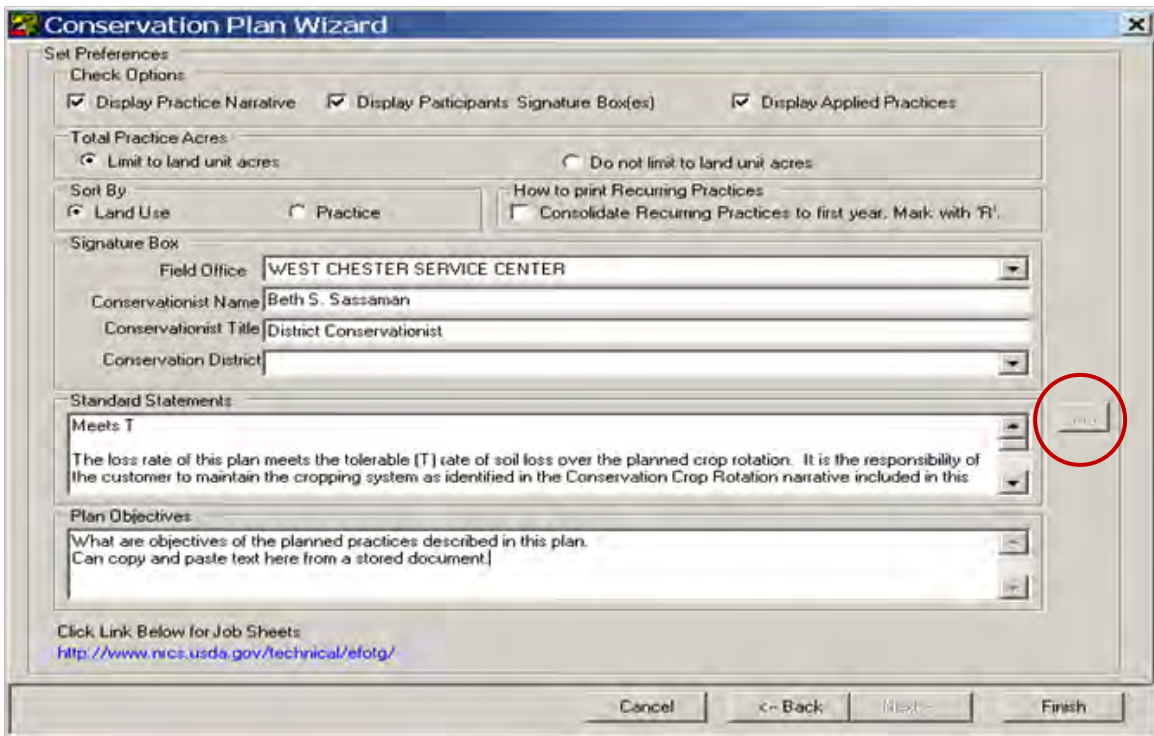 Conservation Plan Wizard
Set Preferences
Check Options
Display Practice Narrative Display Participants Signature Box(es) Display Applied Practices
Total Practice Acres
Limit to land unit acres Do not limit to land unit acres
Sort By How to print Recurring Practices
Land Use Practice Consolidate Recurring Practices to first year. Mark with 'R'.
Signature Box
Field Office WEST CHESTER SERVICE CENTER
Conservationist Name Beth S. Sassaman
Conservationist Title District Conservationist
Conservation District
Standard Statements
Meets T
...
The loss rate of this plan meets the tolerable (T) rate of soil loss over the planned crop rotation. It is the responsibility of
the customer to maintain the cropping system as identified in the Conservation Crop Rotation narrative included in this
Plan Objectives
What are objectives of the planned practices described in this plan.
Can copy and paste text here from a stored document.
Click Link Below for Job Sheets
http://www.nrcs.usda.gov/technical/efotg/
Cancel <-- Back Next--> Finish